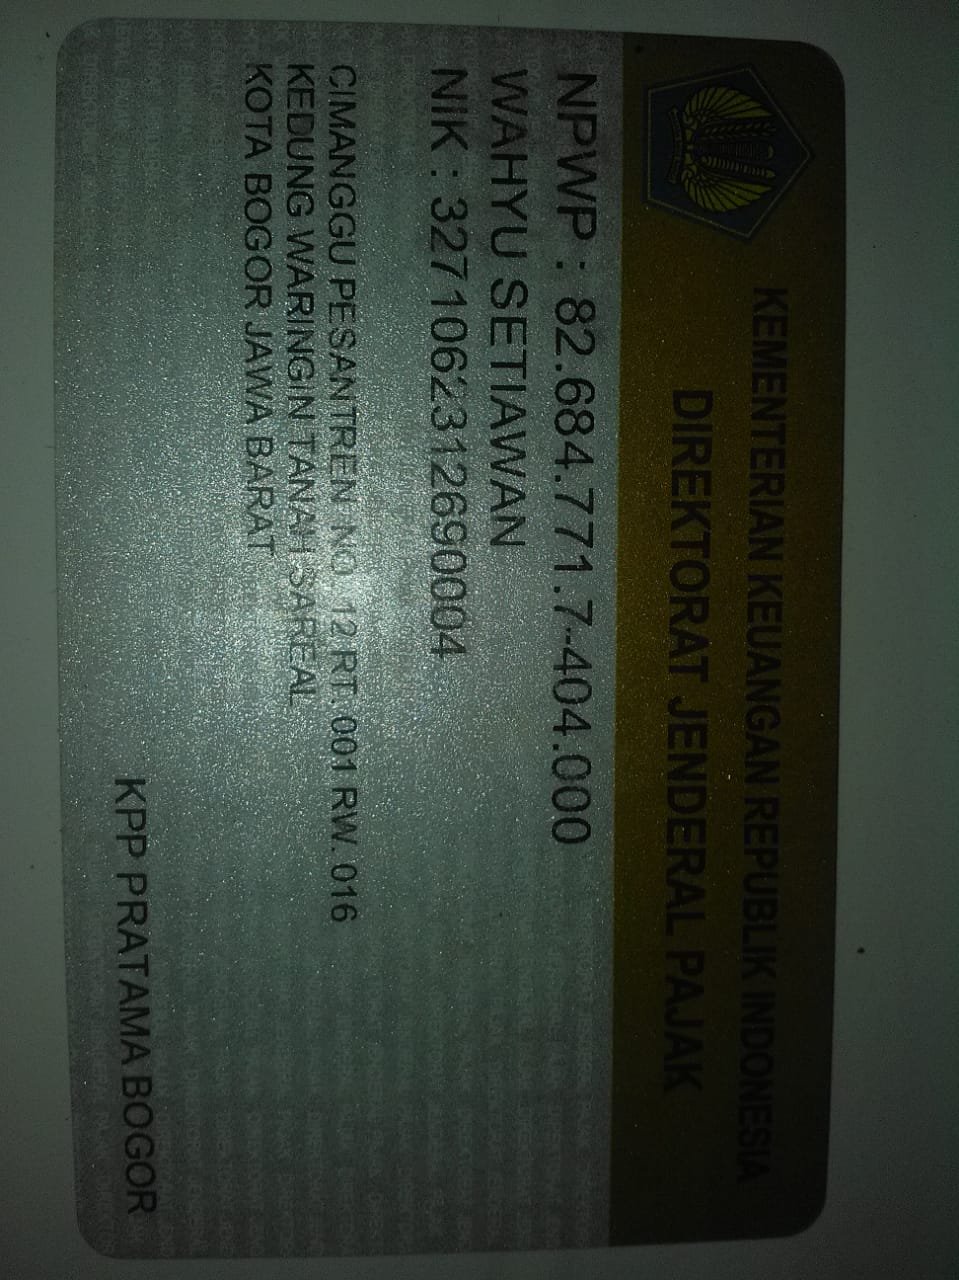 KEMENTERIAN KEUANGAN REPUBLIK INDONESIA
DIREKTORAT JENDERAL PAJAK
NPWP : 82.684.771.7-404.000
WAHYU SETIAWAN
NIK : 3271062312690004
CIMANGGU PESANTREN NO. 12 RT. 001 RW. 016
KEDUNG WARINGIN TANAH SAREAL
KOTA BOGOR JAWA BARAT
KPP PRATAMA BOGOR